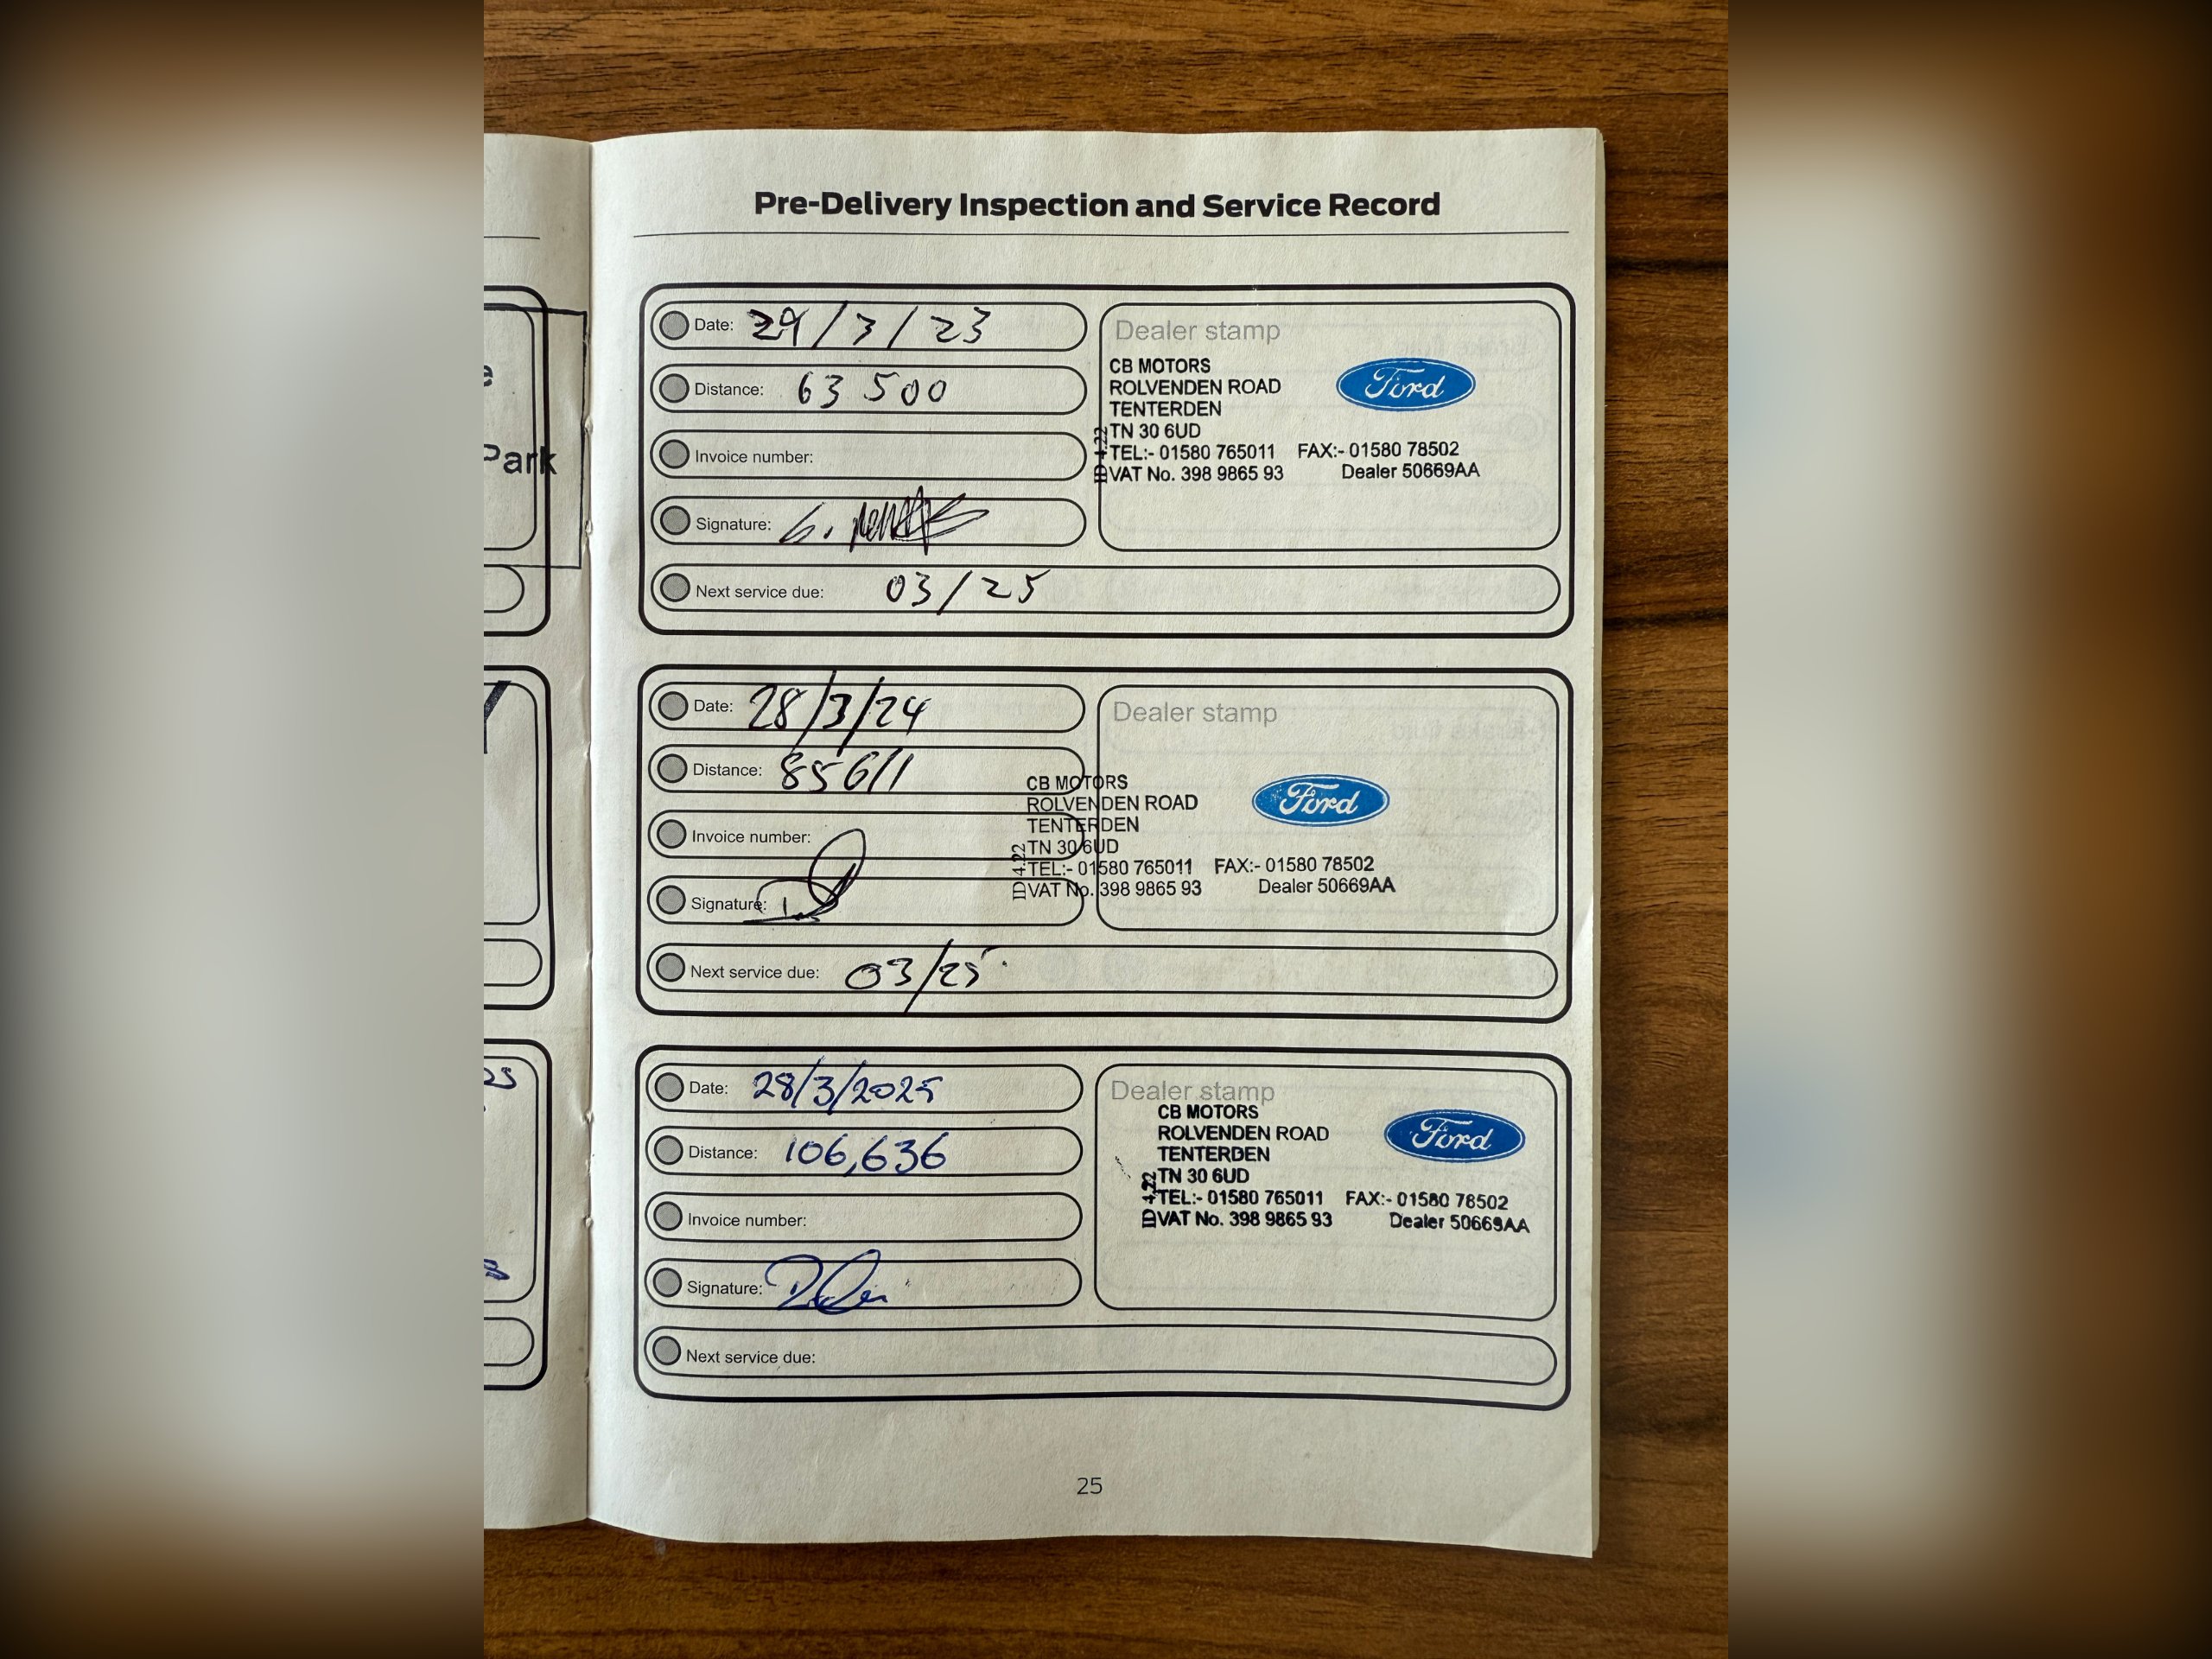 Pre-Delivery Inspection and Service Record
Date: 29/3/23
Distance: 63 500
Invoice number:
Signature:
Next service due: 03/25
Dealer stamp
CB MOTORS
ROLVENDEN ROAD
TENTERDEN
TN 30 6UD
TEL:- 01580 765011 FAX:- 01580 78502
VAT No. 398 9865 93 Dealer 50669AA
ID 4.22
Ford
Date: 28/3/24
Distance: 85611
Invoice number:
Signature:
Next service due: 03/25
Dealer stamp
CB MOTORS
ROLVENDEN ROAD
TENTERDEN
TN 30 6UD
TEL:- 01580 765011 FAX:- 01580 78502
VAT No. 398 9865 93 Dealer 50669AA
ID 4.22
Ford
Date: 28/3/2025
Distance: 106,636
Invoice number:
Signature:
Next service due:
Dealer stamp
CB MOTORS
ROLVENDEN ROAD
TENTERDEN
TN 30 6UD
TEL:- 01580 765011 FAX:- 01580 78502
VAT No. 398 9865 93 Dealer 50669AA
ID 4.22
Ford
25
Park